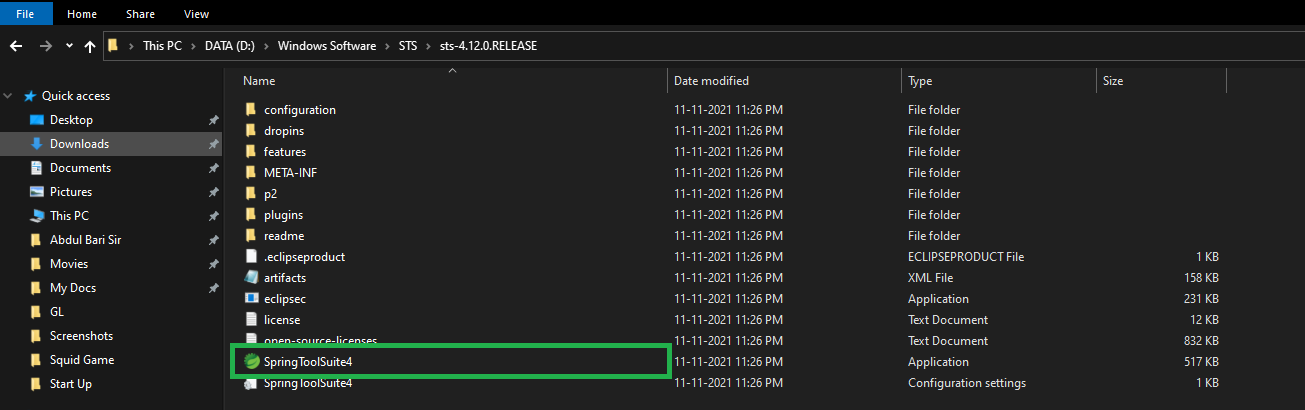 File Home Share View
This PC DATA (D:) Windows Software STS sts-4.12.0.RELEASE
Name Date modified Type Size
Quick access
Desktop
Downloads
Documents
Pictures
This PC
Abdul Bari Sir
Movies
My Docs
GL
Screenshots
Squid Game
Start Up
configuration 11-11-2021 11:26 PM File folder
dropins 11-11-2021 11:26 PM File folder
features 11-11-2021 11:26 PM File folder
META-INF 11-11-2021 11:26 PM File folder
p2 11-11-2021 11:26 PM File folder
plugins 11-11-2021 11:26 PM File folder
readme 11-11-2021 11:26 PM File folder
.eclipseproduct 11-11-2021 11:26 PM ECLIPSEPRODUCT File 1 KB
artifacts 11-11-2021 11:26 PM XML File 158 KB
eclipsec 11-11-2021 11:26 PM Application 231 KB
license 11-11-2021 11:26 PM Text Document 12 KB
open-source-licenses 11-11-2021 11:26 PM Text Document 832 KB
SpringToolSuite4 11-11-2021 11:26 PM Application 517 KB
SpringToolSuite4 11-11-2021 11:26 PM Configuration settings 1 KB